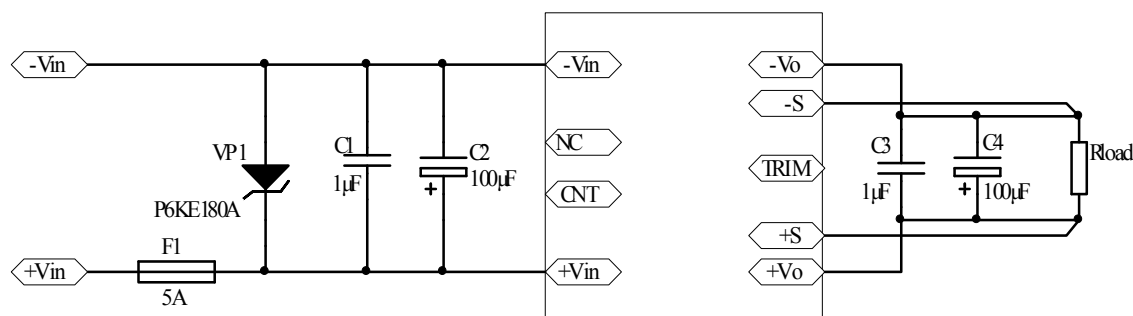 -Vin
-Vin
-Vo
-S
VP1
C1
1µF
C2
100µF
NC
CNT
TRIM
C3
1µF
C4
100µF
Rload
P6KE180A
F1
5A
+Vin
+Vin
+S
+Vo
+
+